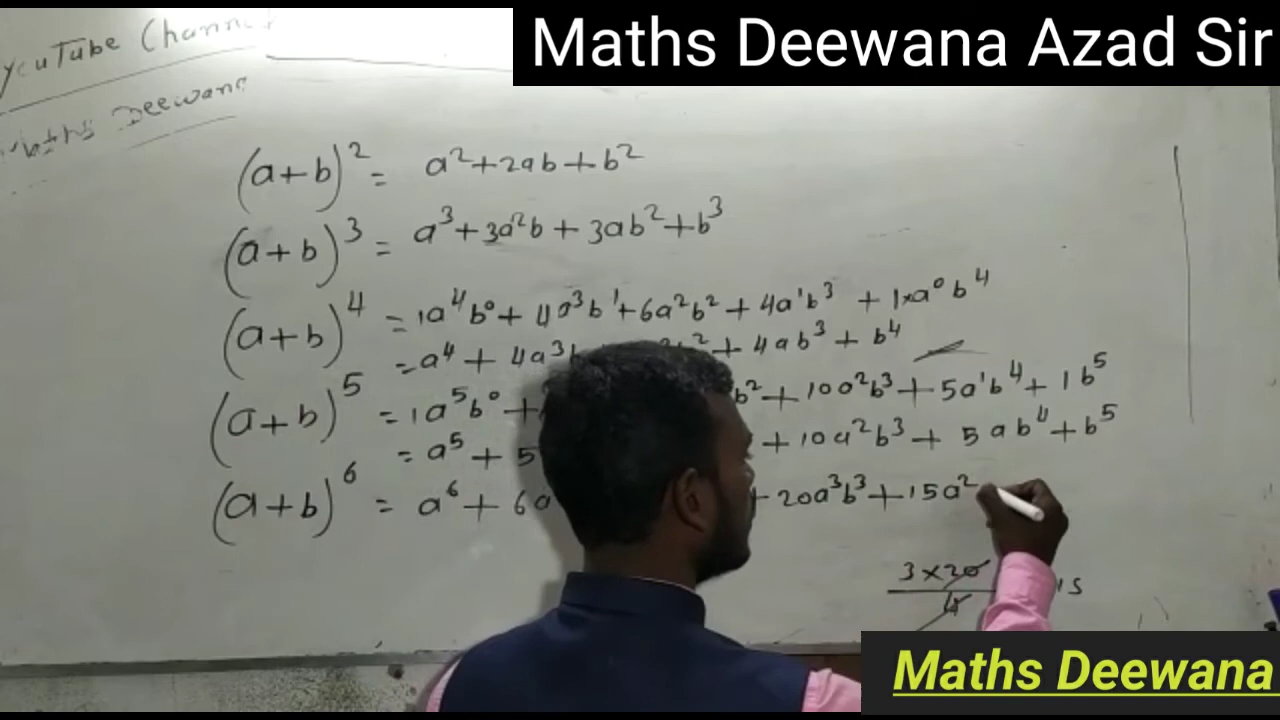 Maths Deewana Azad Sir
YouTube Channel
Maths Deewana
(a+b)² = a²+2ab+b²
(a+b)³ = a³+3a²b+3ab²+b³
(a+b)⁴ = 1a⁴b⁰+4a³b¹+6a²b²+4a¹b³+1×a⁰b⁴
= a⁴+4a³b ²+4ab³+b⁴
(a+b)⁵ = 1a⁵b⁰+ b²+10a²b³+5a¹b⁴+1b⁵
= a⁵+5 +10a²b³+5ab⁴+b⁵
(a+b)⁶ = a⁶+6a +20a³b³+15a²
3×20
4
15
Maths Deewana